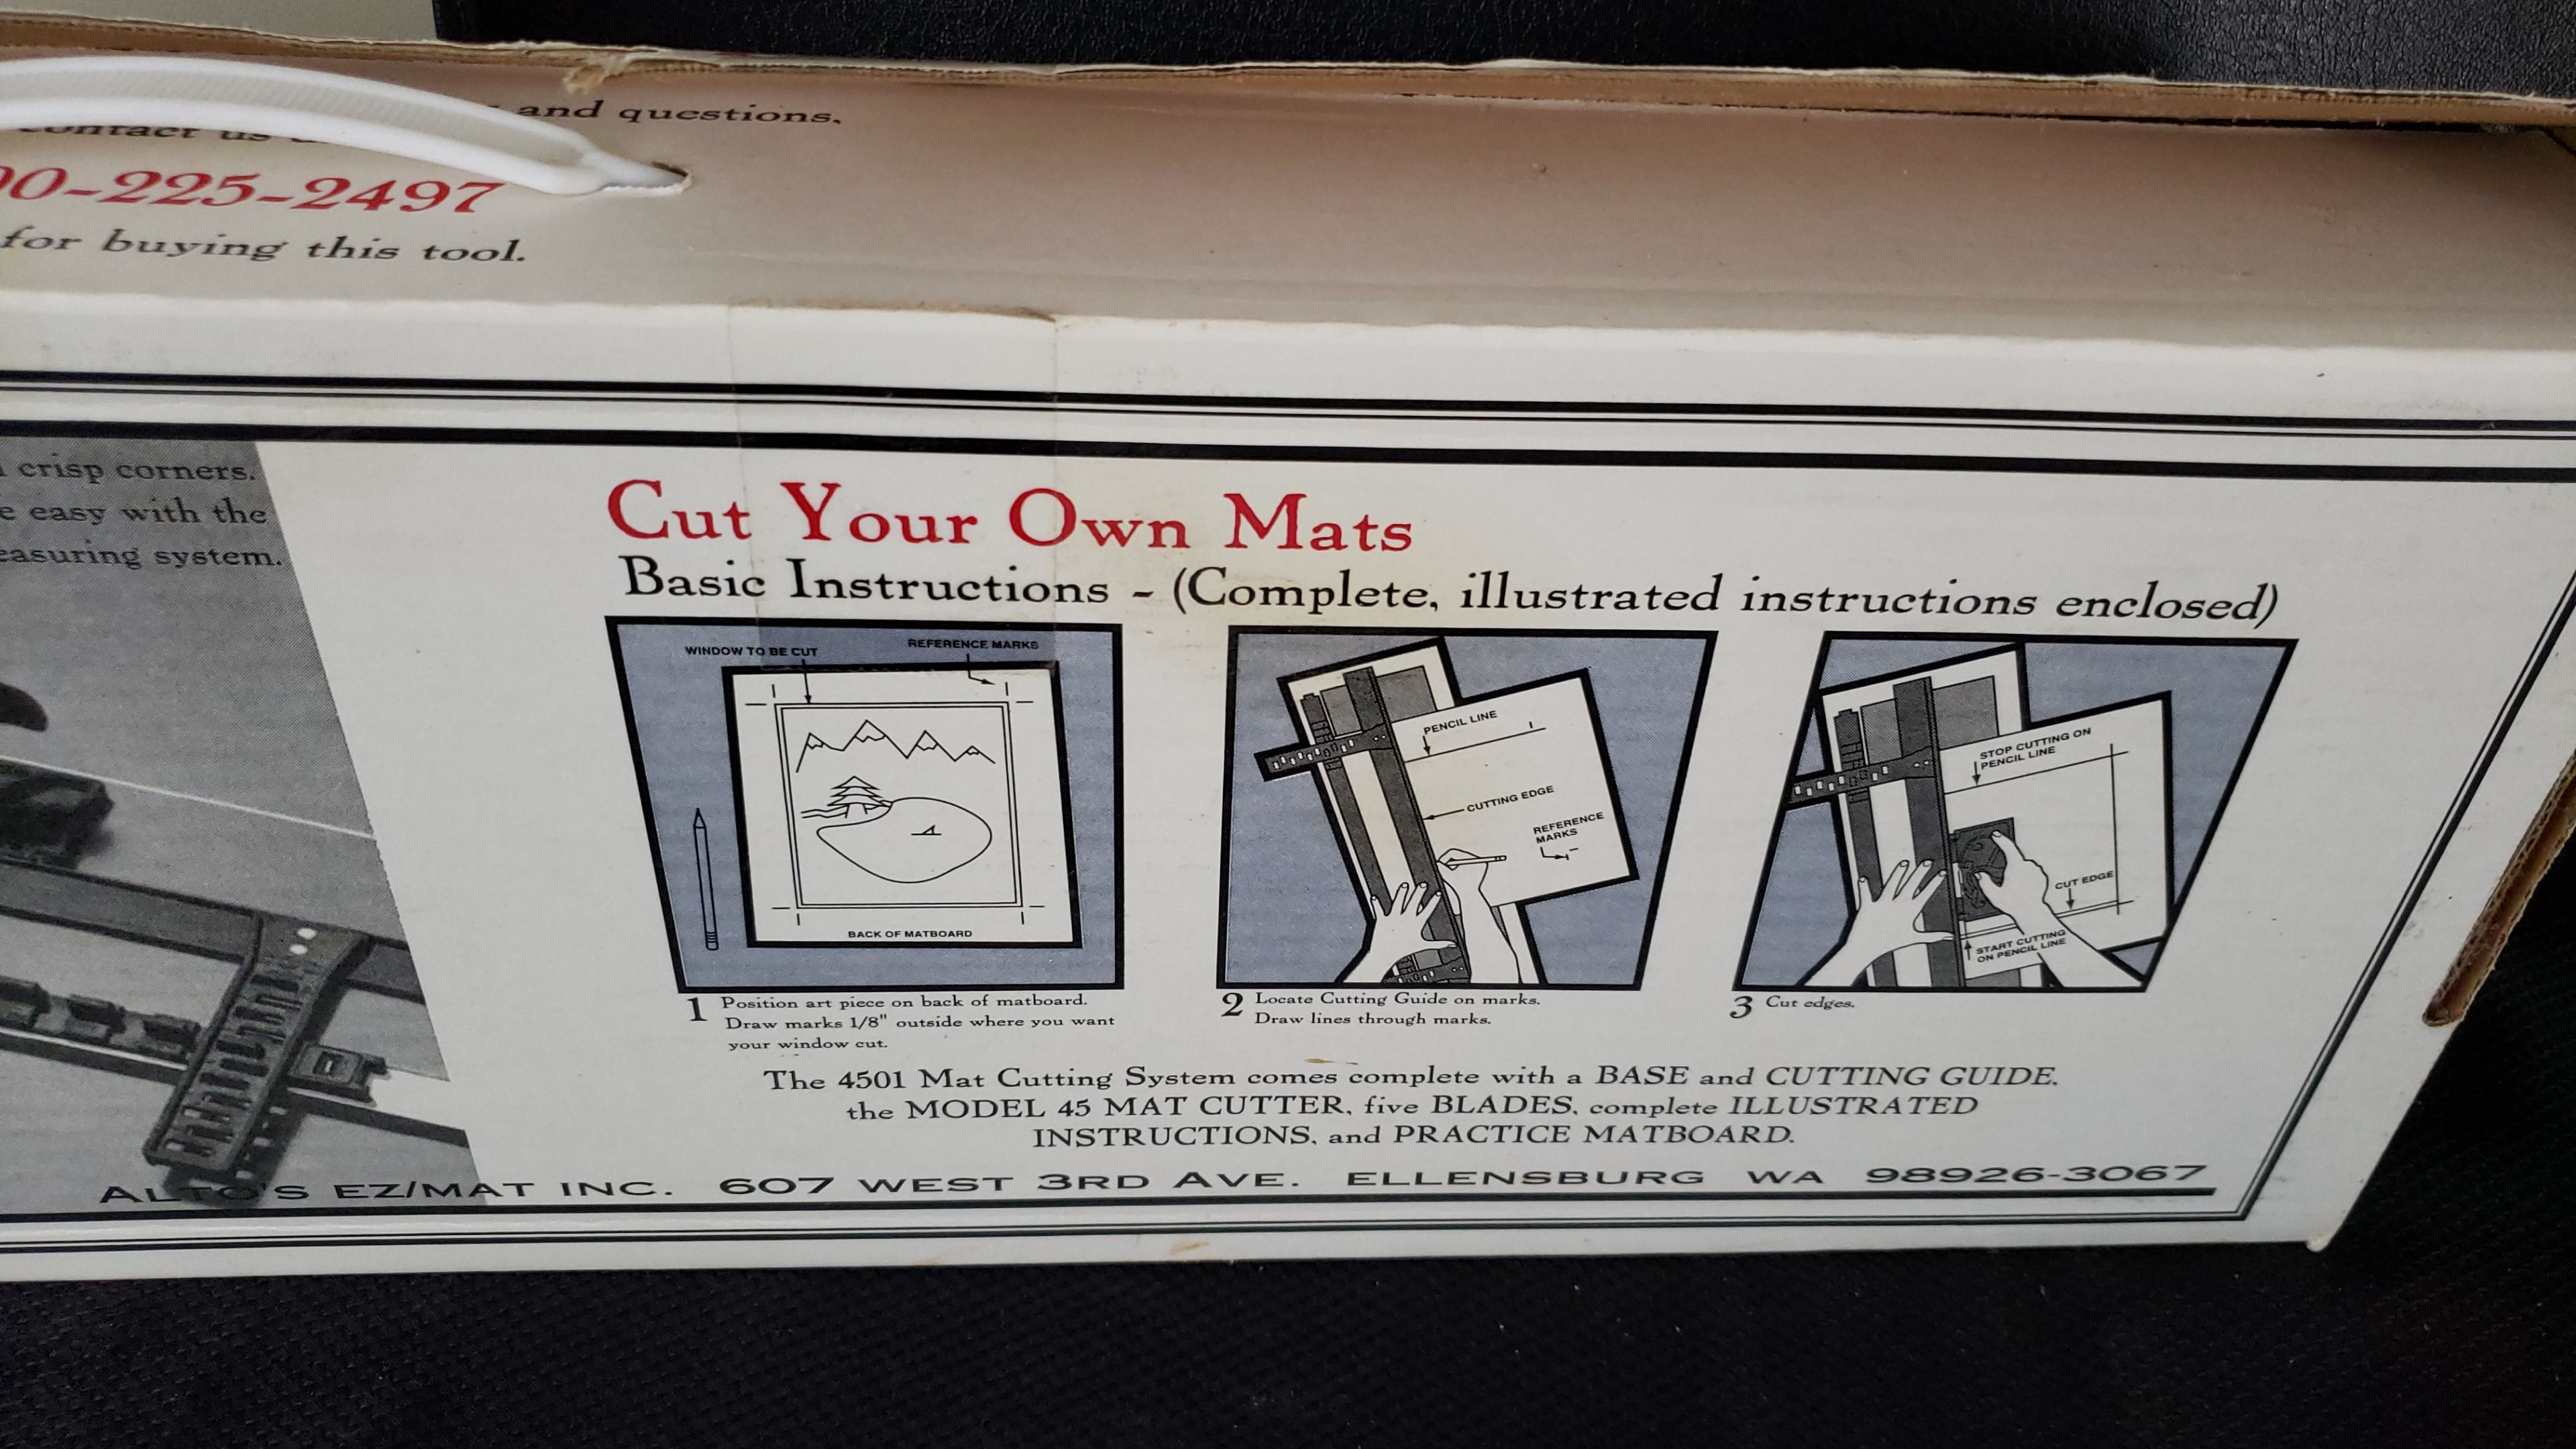 and questions.
contact us
00-225-2497
for buying this tool.
crisp corners.
easy with the
system.
Cut Your Own Mats
Basic Instructions - (Complete, illustrated instructions enclosed)
WINDOW TO BE CUT
REFERENCE MARKS
BACK OF MATBOARD
1 Position art piece on back of matboard.
Draw marks 1/8" outside where you want
your window cut.
PENCIL LINE
CUTTING EDGE
REFERENCE
MARKS
2 Locate Cutting Guide on marks.
Draw lines through marks.
STOP CUTTING ON
PENCIL LINE
CUT EDGE
START CUTTING
ON PENCIL LINE
3 Cut edges.
The 4501 Mat Cutting System comes complete with a BASE and CUTTING GUIDE,
the MODEL 45 MAT CUTTER, five BLADES, complete ILLUSTRATED
INSTRUCTIONS, and PRACTICE MATBOARD.
ALTO'S EZ/MAT INC. 607 WEST 3RD AVE. ELLENSBURG WA 98926-3067